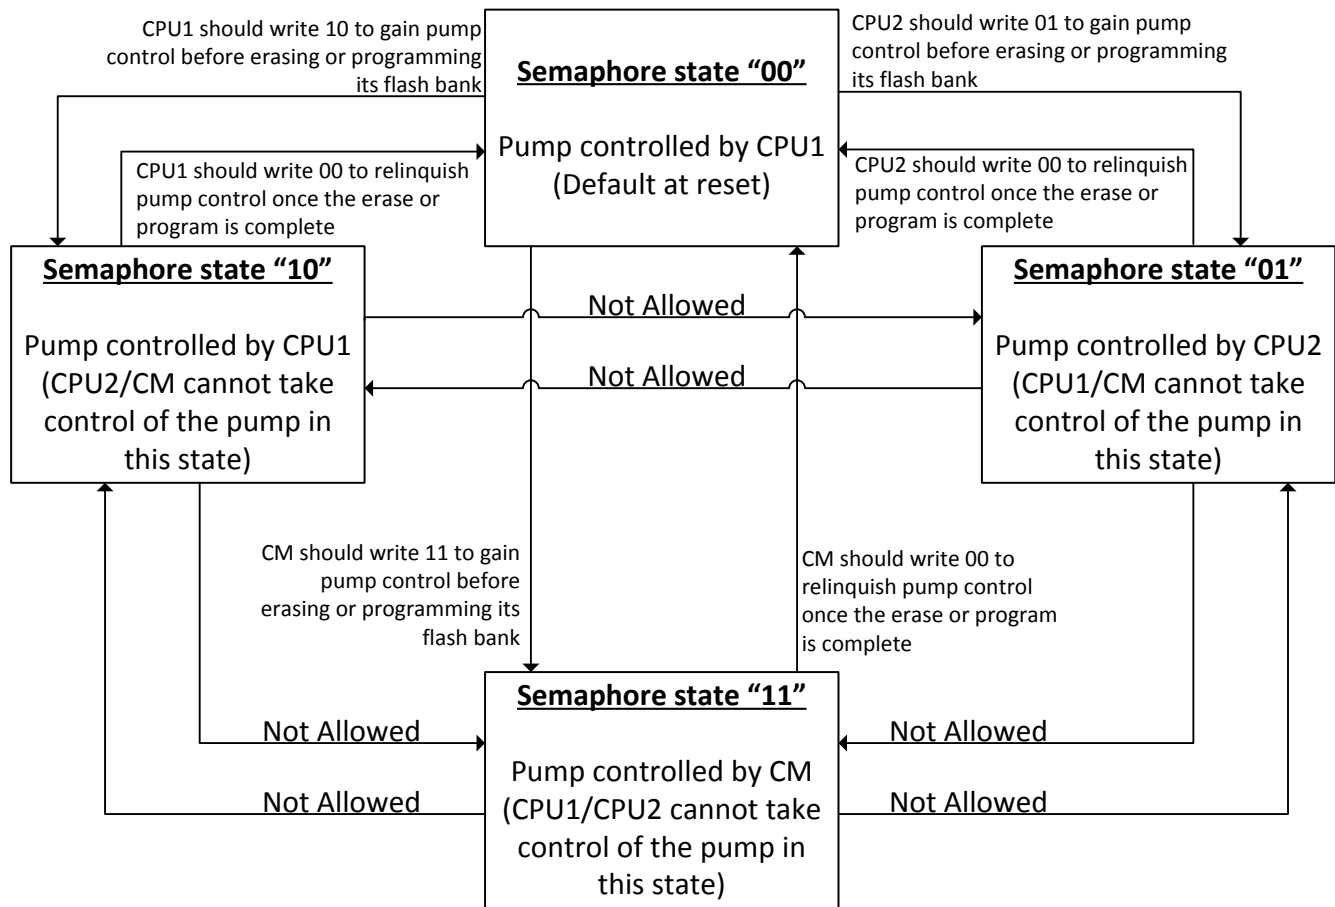 CPU1 should write 10 to gain pump
control before erasing or programming
its flash bank
Semaphore state “00”
Pump controlled by CPU1
(Default at reset)
CPU2 should write 01 to gain pump
control before erasing or programming
its flash bank
CPU1 should write 00 to relinquish
pump control once the erase or
program is complete
CPU2 should write 00 to relinquish
pump control once the erase or
program is complete
Semaphore state “10”
Pump controlled by CPU1
(CPU2/CM cannot take
control of the pump in
this state)
Not Allowed
Not Allowed
Semaphore state “01”
Pump controlled by CPU2
(CPU1/CM cannot take
control of the pump in
this state)
CM should write 11 to gain
pump control before
erasing or programming its
flash bank
CM should write 00 to
relinquish pump control
once the erase or program
is complete
Not Allowed
Not Allowed
Semaphore state “11”
Pump controlled by CM
(CPU1/CPU2 cannot take
control of the pump in
this state)
Not Allowed
Not Allowed